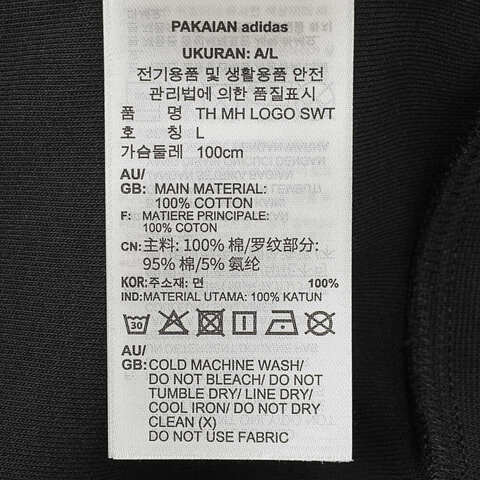 PAKAIAN adidas
UKURAN: A/L
전기용품 및 생활용품 안전
관리법에 의한 품질표시
품 명 TH MH LOGO SWT
호 칭 L
가슴둘레 100cm
AU/
GB: MAIN MATERIAL:
100% COTTON
F: MATIERE PRINCIPALE:
100% COTON
CN: 主料: 100% 棉/罗纹部分:
95% 棉/5% 氨纶
KOR: 주소재: 면 100%
IND: MATERIAL UTAMA: 100% KATUN
30
AU/
GB: COLD MACHINE WASH/
DO NOT BLEACH/ DO NOT
TUMBLE DRY/ LINE DRY/
COOL IRON/ DO NOT DRY
CLEAN (X)
DO NOT USE FABRIC